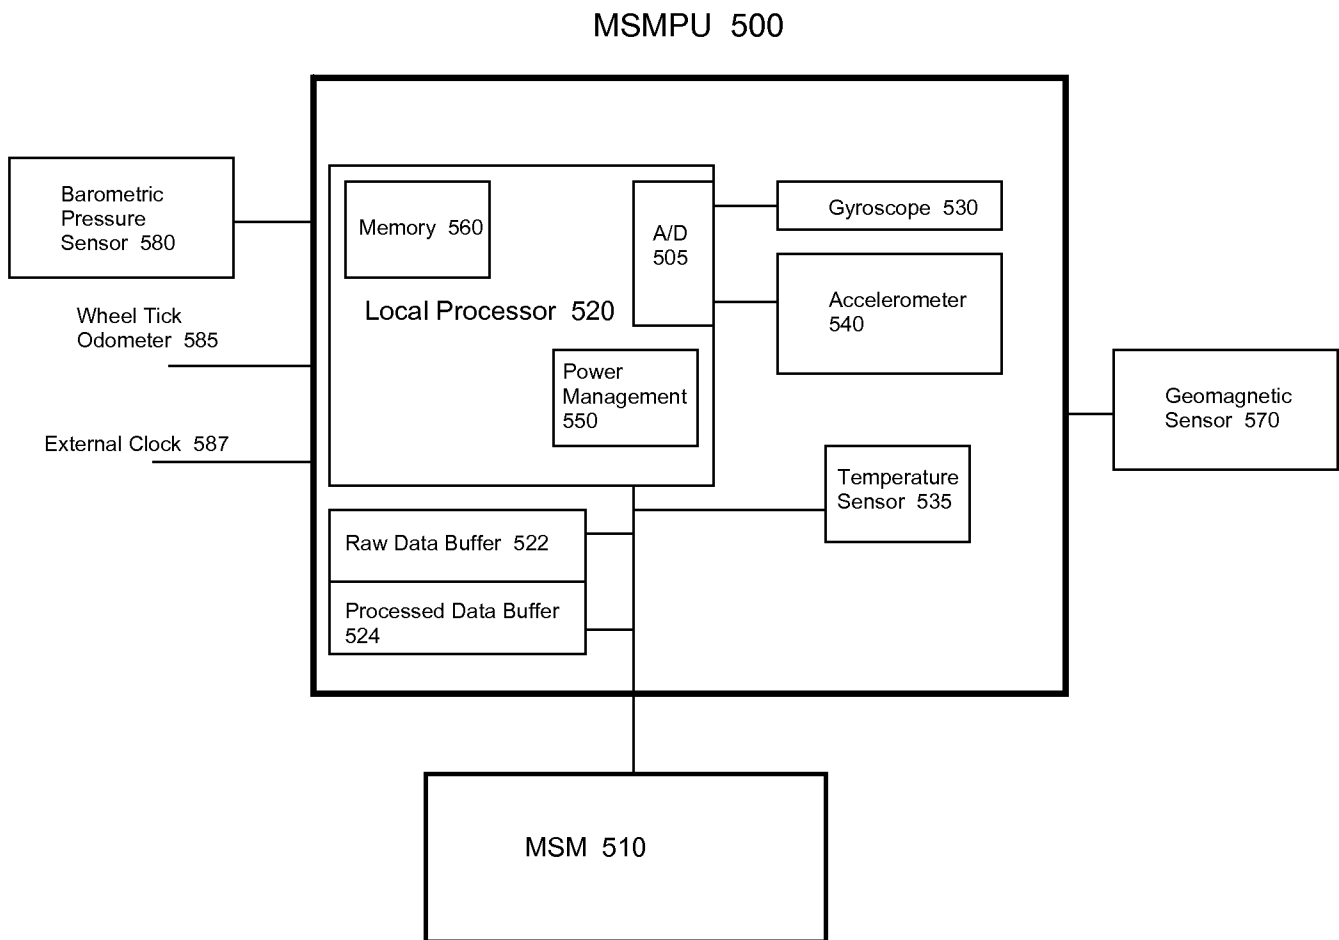 MSMPU 500
Barometric
Pressure
Sensor 580
Wheel Tick
Odometer 585
External Clock 587
Memory 560
A/D
505
Local Processor 520
Power
Management
550
Gyroscope 530
Accelerometer
540
Geomagnetic
Sensor 570
Temperature
Sensor 535
Raw Data Buffer 522
Processed Data Buffer
524
MSM 510